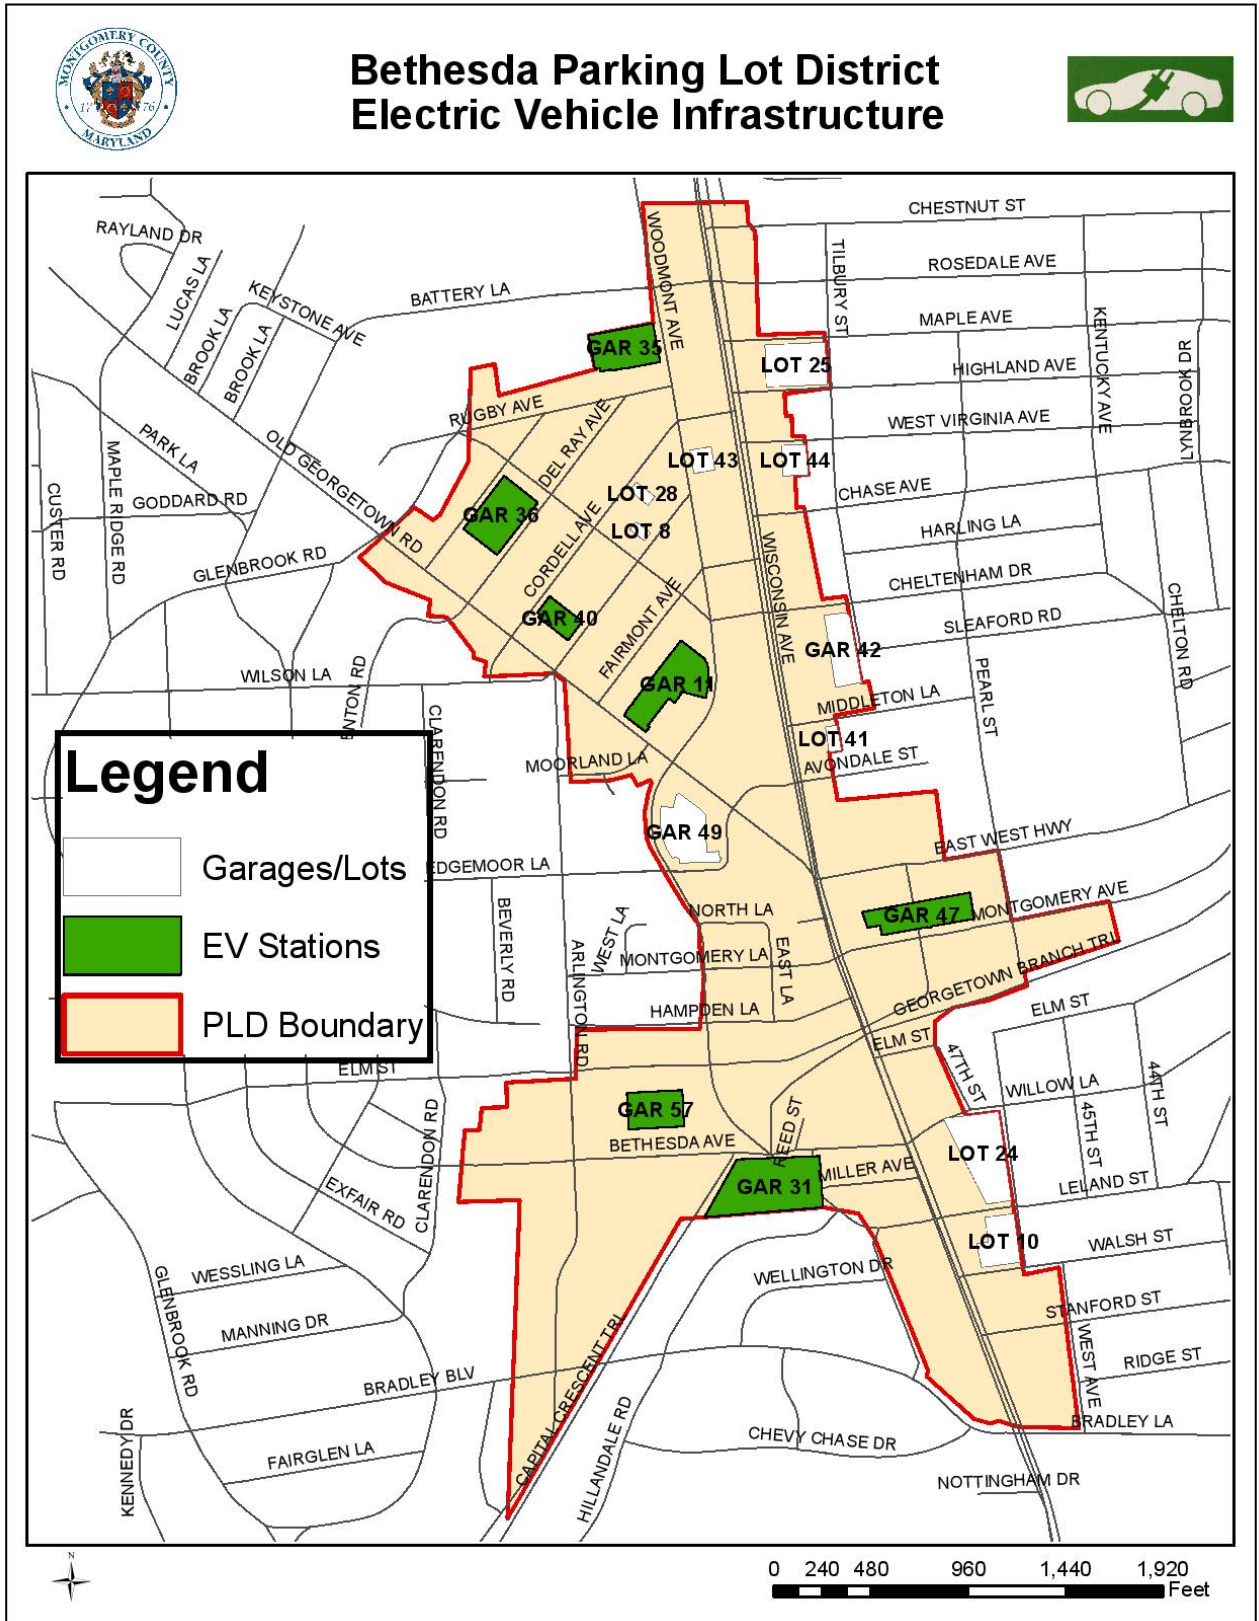 MONTGOMERY COUNTY
17 76
MARYLAND
Bethesda Parking Lot District
Electric Vehicle Infrastructure
CHESTNUT ST
RAYLAND DR
WOODMONT AVE
TILBURY ST
ROSEDALE AVE
LUCAS LA
KEYSTONE AVE
BATTERY LA
BROOK LA
BROOK LA
MAPLE AVE
KENTUCKY AVE
LYNBROOK DR
GAR 35
LOT 25
HIGHLAND AVE
RUGBY AVE
WEST VIRGINIA AVE
PARK LA
OLD GEORGETOWN RD
DEL RAY AVE
LOT 43
LOT 44
MAPLE RIDGE RD
CUSTER RD
GODDARD RD
LOT 28
CHASE AVE
GAR 36
CORDELL AVE
LOT 8
HARLING LA
GLENBROOK RD
WISCONSIN AVE
CHELTENHAM DR
GAR 40
FAIRMONT AVE
SLEAFORD RD
CHELTON RD
GAR 42
WILSON LA
ENTON RD
GAR 11
PEARL ST
MIDDLETON LA
CLARENDON RD
LOT 41
MOORLAND LA
AVONDALE ST
Legend
Garages/Lots
EV Stations
PLD Boundary
GAR 49
EAST WEST HWY
EDGEMOOR LA
BEVERLY RD
NORTH LA
GAR 47
MONTGOMERY AVE
WEST LA
ARLINGTON RD
MONTGOMERY LA
EAST LA
GEORGETOWN BRANCH TRL
HAMPDEN LA
ELM ST
ELM ST
47TH ST
ELM ST
WILLOW LA
44TH ST
45TH ST
GAR 57
REED ST
BETHESDA AVE
CLARENDON RD
LOT 24
MILLER AVE
GAR 31
LELAND ST
EXFAIR RD
LOT 10
WALSH ST
WESSLING LA
WELLINGTON DR
GLENBROOK RD
STANFORD ST
MANNING DR
WEST AVE
RIDGE ST
CAPITAL CRESCENT TRL
BRADLEY BLV
BRADLEY LA
KENNEDY DR
HILLANDALE RD
CHEVY CHASE DR
FAIRGLEN LA
NOTTINGHAM DR
N
0 240 480 960 1,440 1,920
Feet